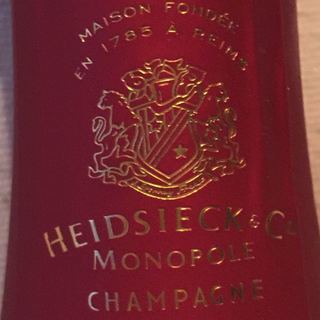 MAISON FONDÉE
EN 1785 À REIMS
HEIDSIECK & Co
MONOPOLE
CHAMPAGNE